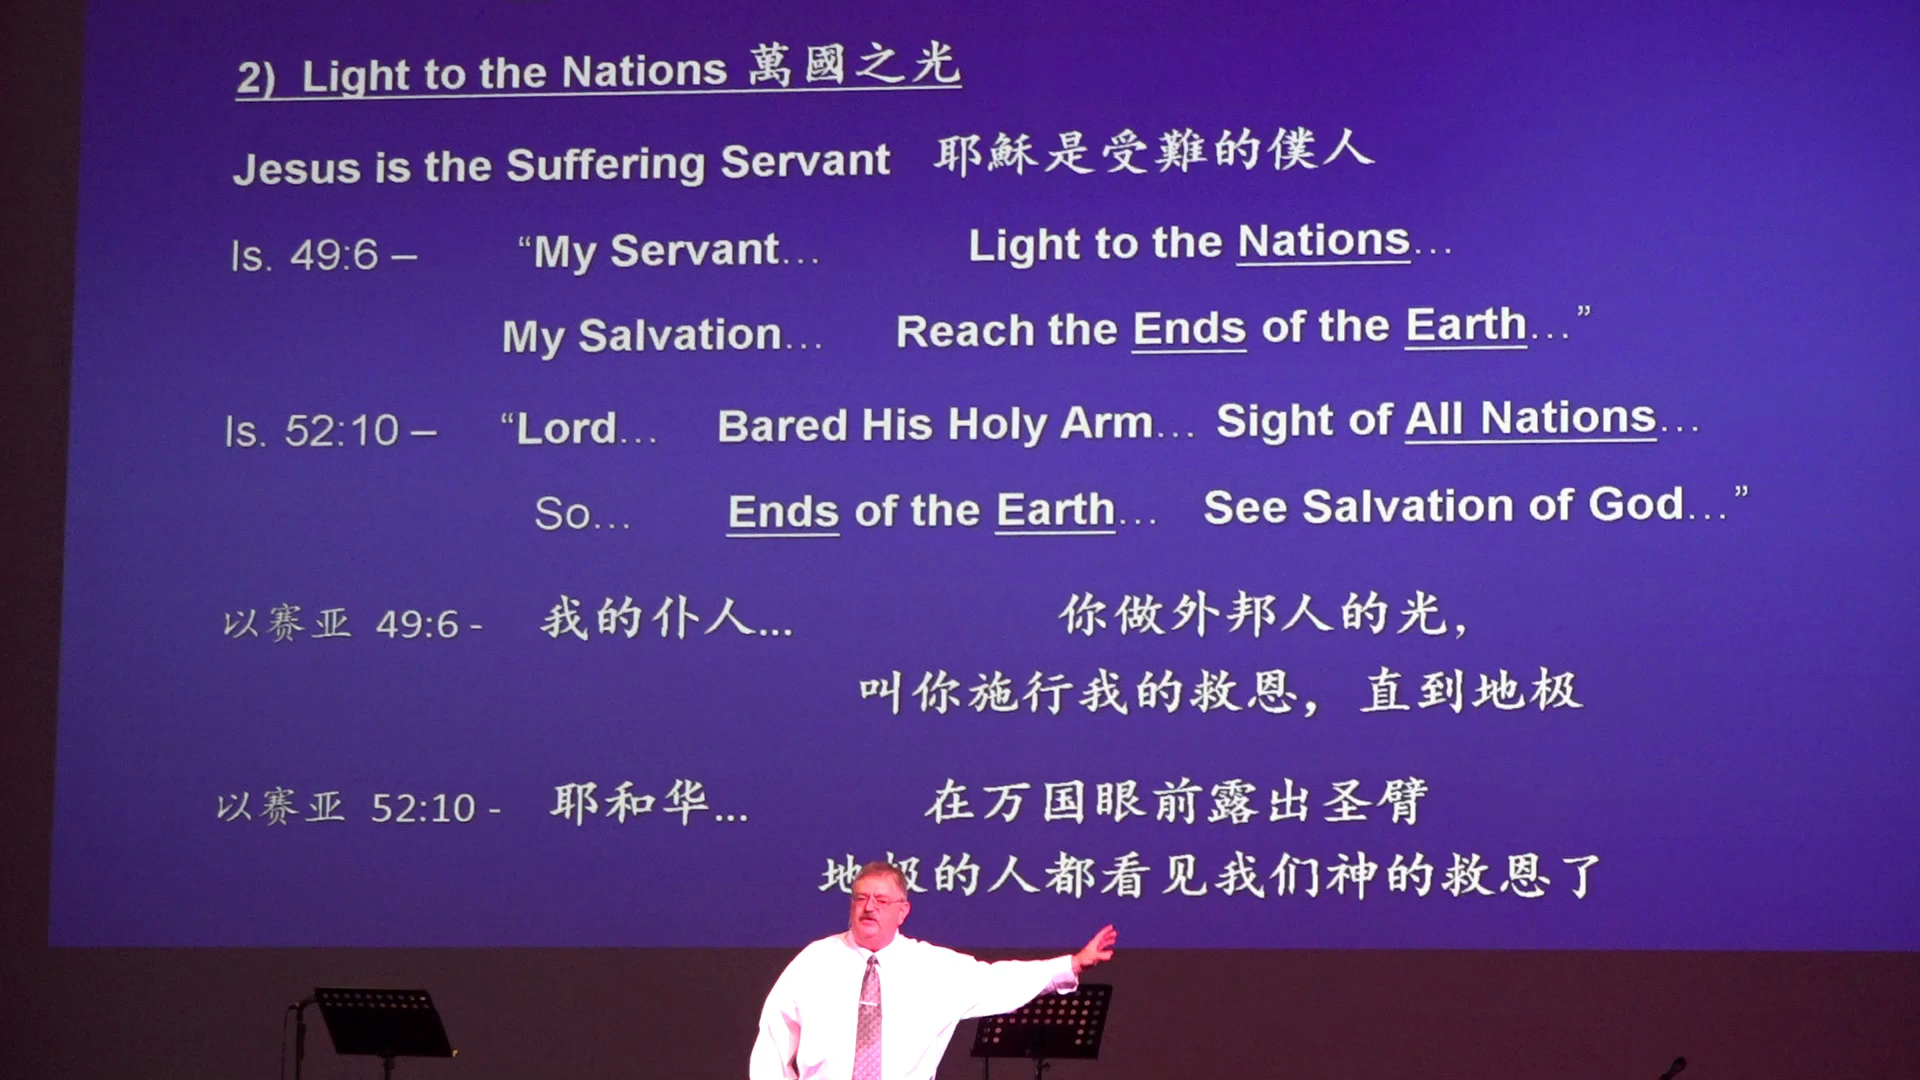 2) Light to the Nations 萬國之光
Jesus is the Suffering Servant 耶穌是受難的僕人
Is. 49:6 – “My Servant… Light to the Nations…
My Salvation… Reach the Ends of the Earth…”
Is. 52:10 – “Lord… Bared His Holy Arm… Sight of All Nations…
So… Ends of the Earth… See Salvation of God…”
以赛亚 49:6 - 我的仆人... 你做外邦人的光,
叫你施行我的救恩, 直到地极
以赛亚 52:10 - 耶和华... 在万国眼前露出圣臂
地极的人都看见我们神的救恩了